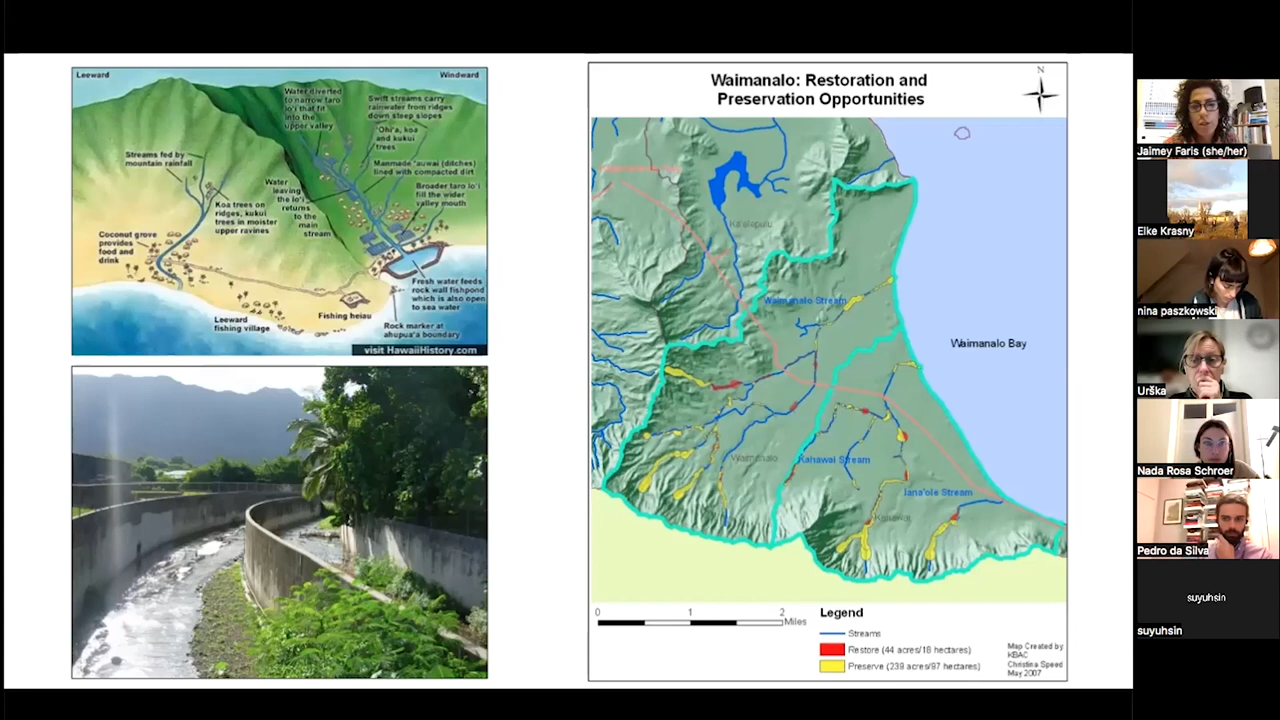 Leeward
Windward
Water diverted
to narrow taro
lo'i that fit
into the
upper valley
Swift streams carry
rainwater from ridges
down steep slopes
'Ohi'a, koa
and kukui
trees
Streams fed by
mountain rainfall
Manmade 'auwai (ditches)
lined with compacted dirt
Water
leaving
the lo'i
returns
to the
main
stream
Broader taro lo'i
fill the wider
valley mouth
Koa trees on
ridges, kukui
trees in moister
upper ravines
Coconut grove
provides
food and
drink
Fresh water feeds
rock wall fishpond
which is also open
to sea water
Fishing heiau
Leeward
fishing village
Rock marker at
ahupua'a boundary
visit HawaiiHistory.com
Waimanalo: Restoration and
Preservation Opportunities
N
Ka'elepulu
Waimanalo Stream
Waimanalo Bay
Waimanalo
Kahawai Stream
Iana'ole Stream
Kahawai
0
1
2
Miles
Legend
Streams
Restore (44 acres/18 hectares)
Preserve (239 acres/97 hectares)
Map Created by
KBAC
Christina Speed
May 2007
Jaimey Faris (she/her)
Elke Krasny
nina paszkowski
Urška
Nada Rosa Schroer
Pedro da Silva
suyuhsin
suyuhsin